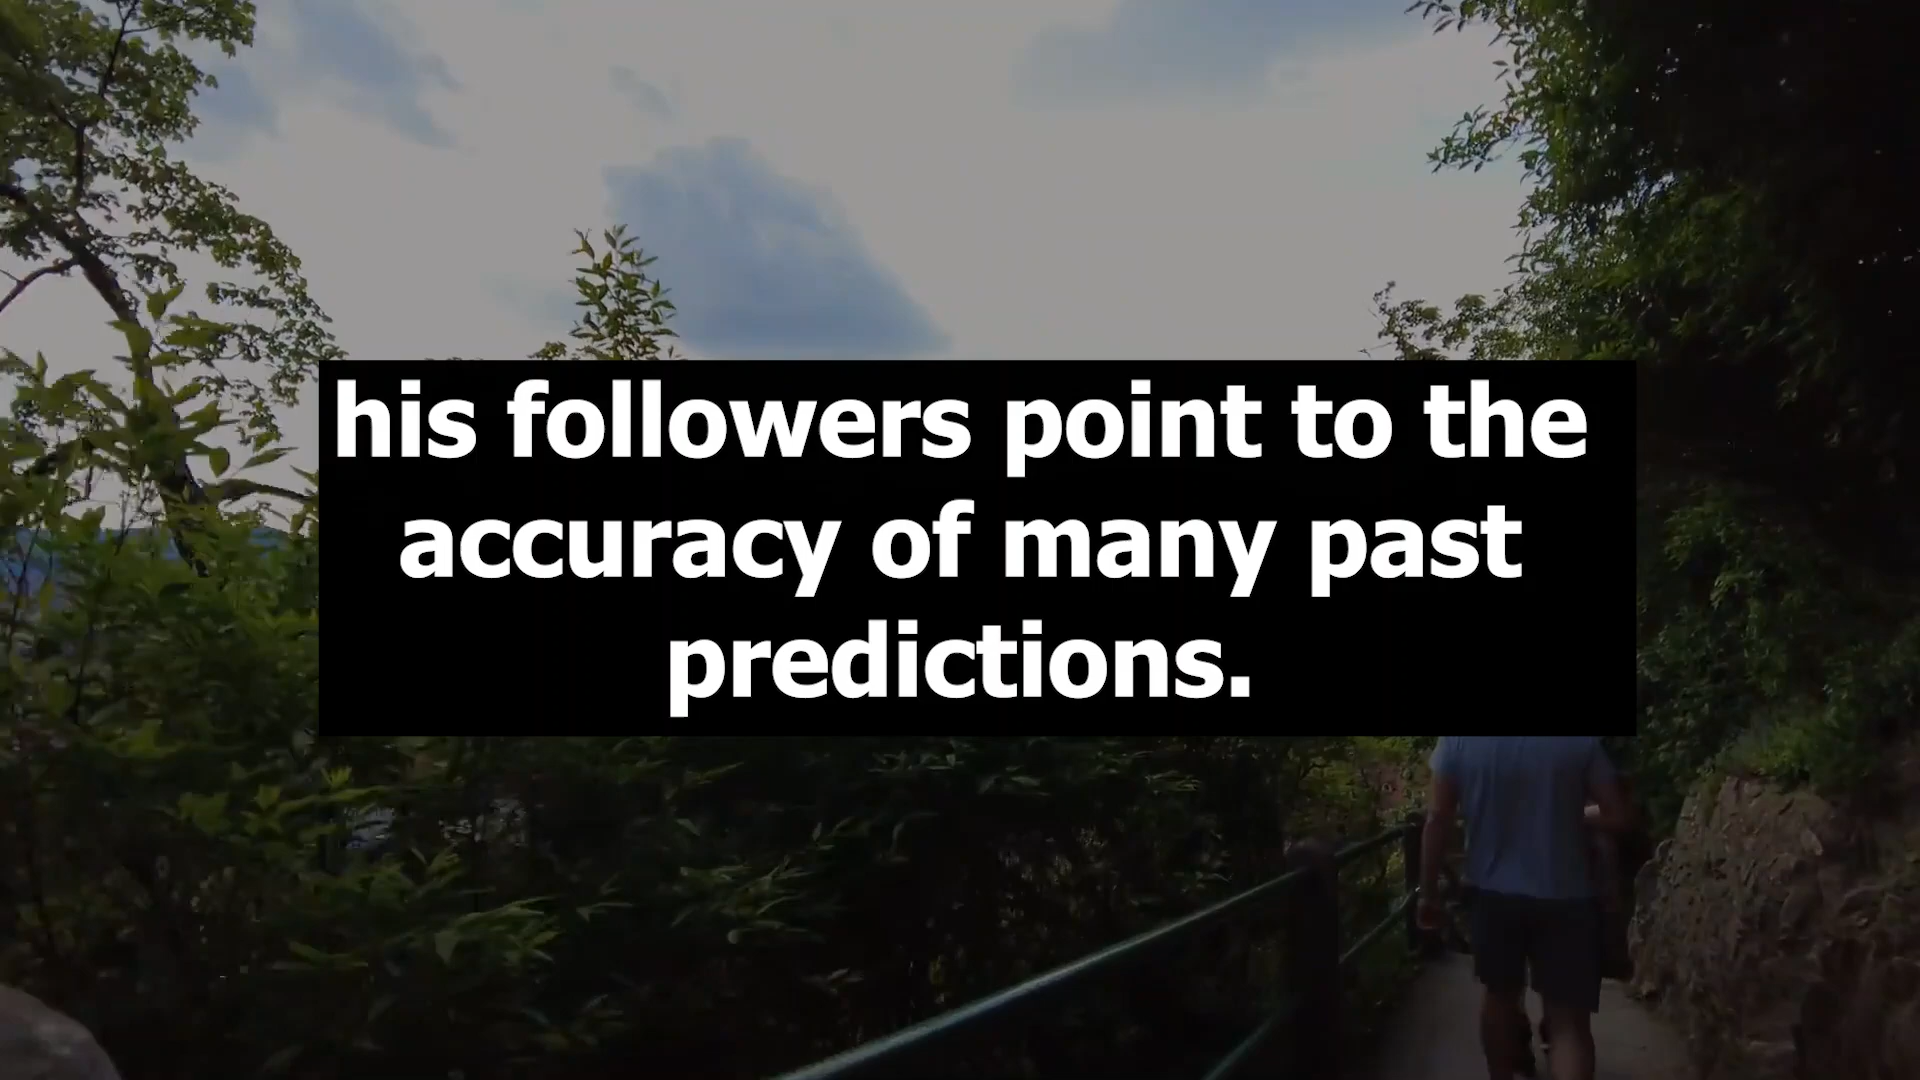 his followers point to the
accuracy of many past
predictions.